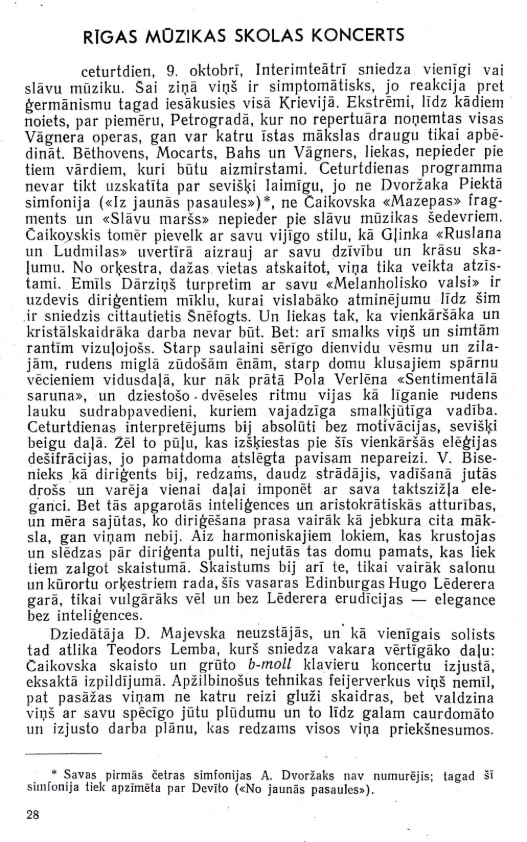 RĪGAS MŪZIKAS SKOLAS KONCERTS
ceturtdien, 9. oktobrī, Interimteātrī sniedza vienīgi vai
slāvu mūziku. Sai ziņā viņš ir simptomātisks, jo reakcija pret
ģermānismu tagad iesākusies visā Krievijā. Ekstrēmi, līdz kādiem
noiets, par piemēru, Petrogradā, kur no repertuāra noņemtas visas
Vāgnera operas, gan var katru īstas mākslas draugu tikai apbē-
dināt. Bēthovens, Mocarts, Bahs un Vāgners, liekas, nepieder pie
tiem vārdiem, kuri būtu aizmirstami. Ceturtdienas programma
nevar tikt uzskatīta par sevišķi laimīgu, jo ne Dvoržaka Piektā
simfonija («Iz jaunās pasaules»)*, ne Čaikovska «Mazepas» frag-
ments un «Slāvu maršs» nepieder pie slāvu mūzikas šedevriem.
Čaikovskis tomēr pievelk ar savu vijīgo stilu, kā Gļinka «Ruslana
un Ludmilas» uvertīrā aizrauj ar savu dzīvību un krāsu ska-
ļumu. No orķestra, dažas vietas atskaitot, viņa tika veikta atzīs-
tami. Emīls Dārziņš turpretim ar savu «Melanholisko valsi» ir
uzdevis diriģentiem mīklu, kurai vislabāko atminējumu līdz šim
ir sniedzis cittautietis Šnēfogts. Un liekas tak, ka vienkāršāka un
kristālskaidrāka darba nevar būt. Bet: arī smalks viņš un simtām
rantīm vizuļojošs. Starp saulaini sērīgo dienvidu vēsmu un zila-
jām, rudens miglā zūdošām ēnām, starp domu klusajiem spārnu
vēcieniem vidusdaļā, kur nāk prātā Pola Verlēna «Sentimentālā
saruna», un dziestošo dvēseles ritmu vijas kā līganie rudens
lauku sudrabpavedieni, kuriem vajadzīga smalkjūtīga vadība.
Ceturtdienas interpretējums bij absolūti bez motivācijas, sevišķi
beigu daļā. Žēl to pūļu, kas izšķiestas pie šīs vienkāršās elēģijas
dešifrācijas, jo pamatdoma atslēgta pavisam nepareizi. V. Bise-
nieks kā diriģents bij, redzams, daudz strādājis, vadīšanā jutās
drošs un varēja vienai daļai imponēt ar sava taktszižļa ele-
ganci. Bet tās apgarotās inteliģences un aristokrātiskās atturības,
un mēra sajūtas, ko diriģēšana prasa vairāk kā jebkura cita māk-
sla, gan viņam nebij. Aiz harmoniskajiem lokiem, kas krustojas
un slēdzas pār diriģenta pulti, nejutās tas domu pamats, kas liek
tiem zalgot skaistumā. Skaistums bij arī te, tikai vairāk salonu
un kūrortu orķestriem rada, šīs vasaras Edinburgas Hugo Lēderera
garā, tikai vulgārāks vēl un bez Lēderera erudīcijas — elegance
bez inteliģences.
Dziedātāja D. Majevska neuzstājās, un kā vienīgais solists
tad atlika Teodors Lemba, kurš sniedza vakara vērtīgāko daļu:
Čaikovska skaisto un grūto b-moll klavieru koncertu izjustā,
eksaktā izpildījumā. Apžilbinošus tehnikas feijerverkus viņš nemīl,
pat pasāžas viņam ne katru reizi gluži skaidras, bet valdzina
viņš ar savu spēcīgo jūtu plūdumu un to līdz galam caurdomāto
un izjusto darba plānu, kas redzams visos viņa priekšnesumos.
* Savas pirmās četras simfonijas A. Dvoržaks nav numurējis; tagad šī
simfonija tiek apzīmēta par Devīto («No jaunās pasaules»).
28